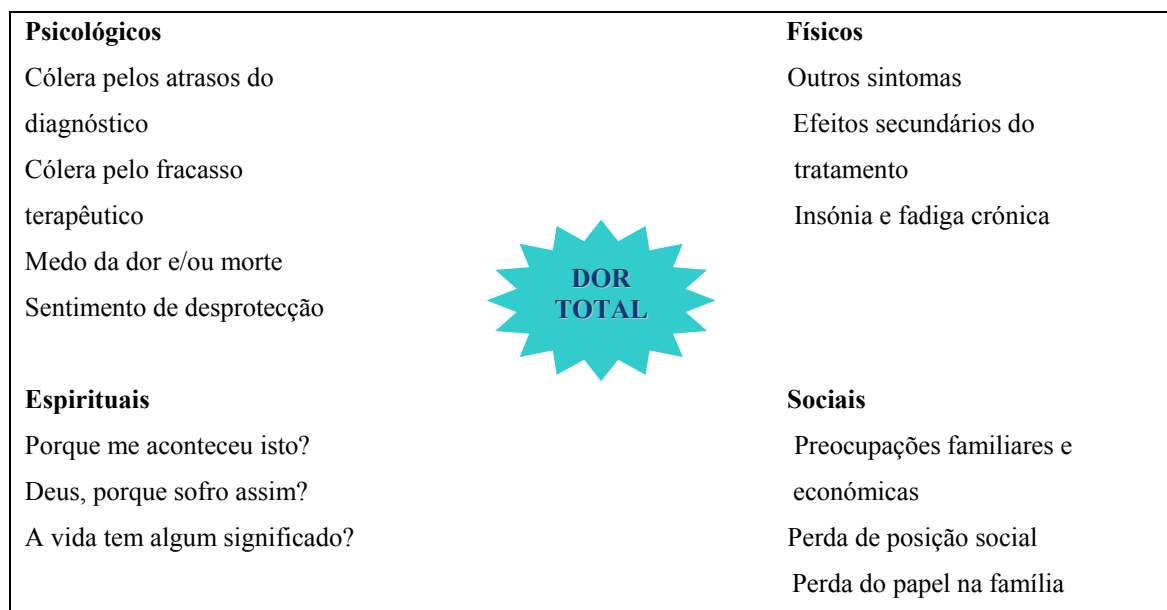 Psicológicos
Cólera pelos atrasos do
diagnóstico
Cólera pelo fracasso
terapêutico
Medo da dor e/ou morte
Sentimento de desprotecção
Físicos
Outros sintomas
Efeitos secundários do
tratamento
Insónia e fadiga crónica
DOR
TOTAL
Espirituais
Porque me aconteceu isto?
Deus, porque sofro assim?
A vida tem algum significado?
Sociais
Preocupações familiares e
económicas
Perda de posição social
Perda do papel na família